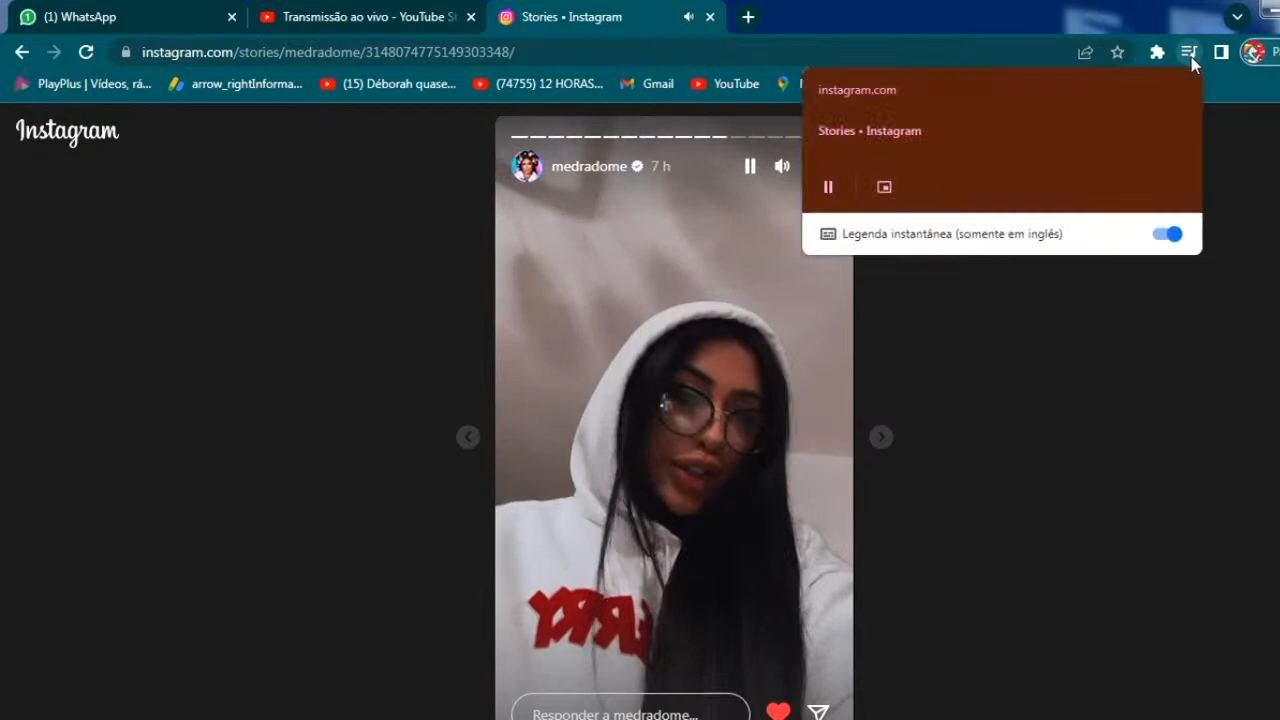 (1) WhatsApp
Transmissão ao vivo - YouTube S
Stories • Instagram
instagram.com/stories/medradome/3148074775149303348/
PlayPlus | Vídeos, rá...
arrow_rightInforma...
(15) Déborah quase...
(74755) 12 HORAS...
Gmail
YouTube
instagram.com
Stories • Instagram
Legenda instantânea (somente em inglês)
Instagram
medradome 7 h
Responder a medradome...